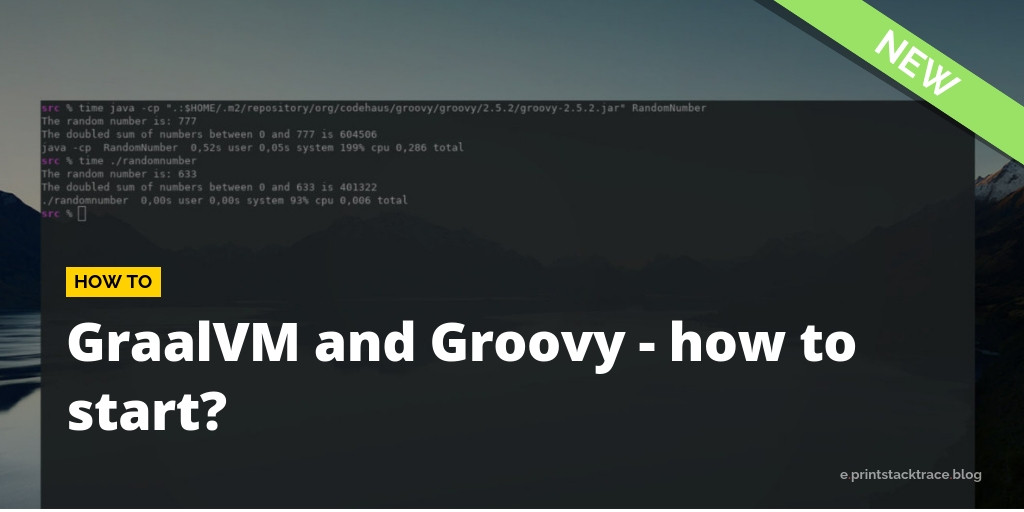 NEW
src % time java -cp ".:$HOME/.m2/repository/org/codehaus/groovy/groovy/2.5.2/groovy-2.5.2.jar" RandomNumber
The random number is: 777
The doubled sum of numbers between 0 and 777 is 604506
java -cp  RandomNumber  0,52s user 0,05s system 199% cpu 0,286 total
src % time ./randomnumber
The random number is: 633
The doubled sum of numbers between 0 and 633 is 401322
./randomnumber  0,00s user 0,00s system 93% cpu 0,006 total
src %
HOW TO
GraalVM and Groovy - how to
start?
e.printstacktrace.blog